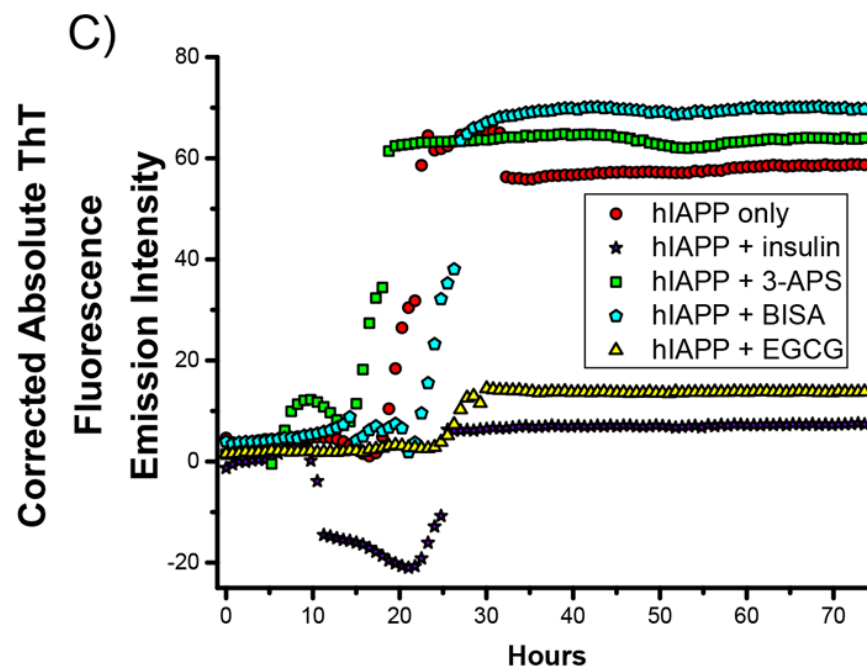 C)
Corrected Absolute ThT
Fluorescence
Emission Intensity
80
60
40
20
0
-20
hIAPP only
hIAPP + insulin
hIAPP + 3-APS
hIAPP + BISA
hIAPP + EGCG
0 10 20 30 40 50 60 70
Hours